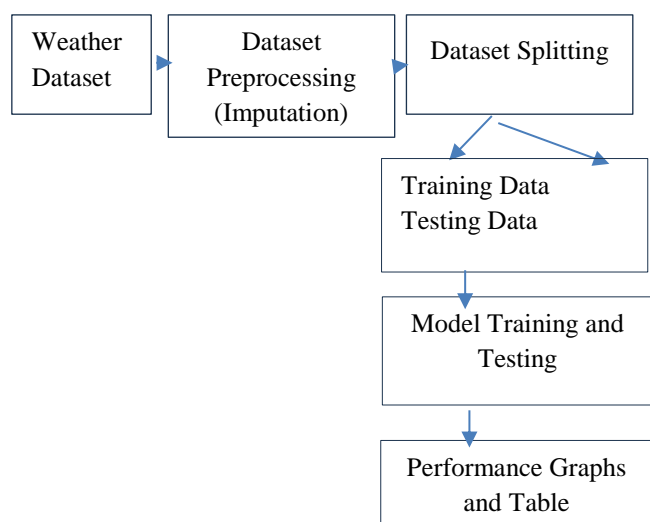 Weather
Dataset
Dataset
Preprocessing
(Imputation)
Dataset Splitting
Training Data
Testing Data
Model Training and
Testing
Performance Graphs
and Table